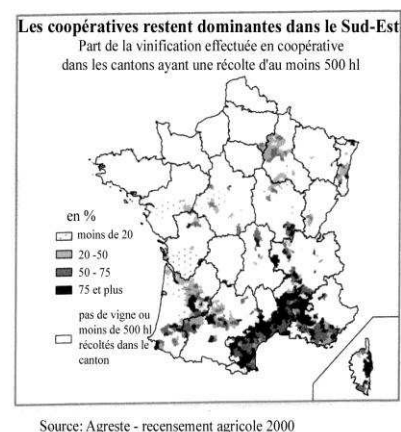 Les coopératives restent dominantes dans le Sud-Est
Part de la vinification effectuée en coopérative
dans les cantons ayant une récolte d'au moins 500 hl
en %
moins de 20
20 -50
50 - 75
75 et plus
pas de vigne ou
moins de 500 hl
récoltés dans le
canton
Source: Agreste - recensement agricole 2000